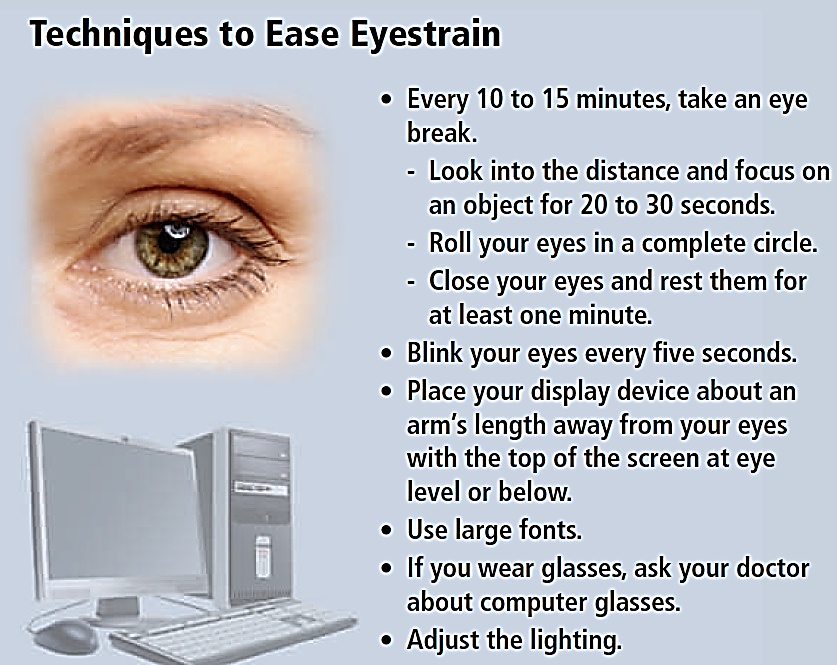 Techniques to Ease Eyestrain
• Every 10 to 15 minutes, take an eye
break.
- Look into the distance and focus on
an object for 20 to 30 seconds.
- Roll your eyes in a complete circle.
- Close your eyes and rest them for
at least one minute.
• Blink your eyes every five seconds.
• Place your display device about an
arm's length away from your eyes
with the top of the screen at eye
level or below.
• Use large fonts.
• If you wear glasses, ask your doctor
about computer glasses.
• Adjust the lighting.